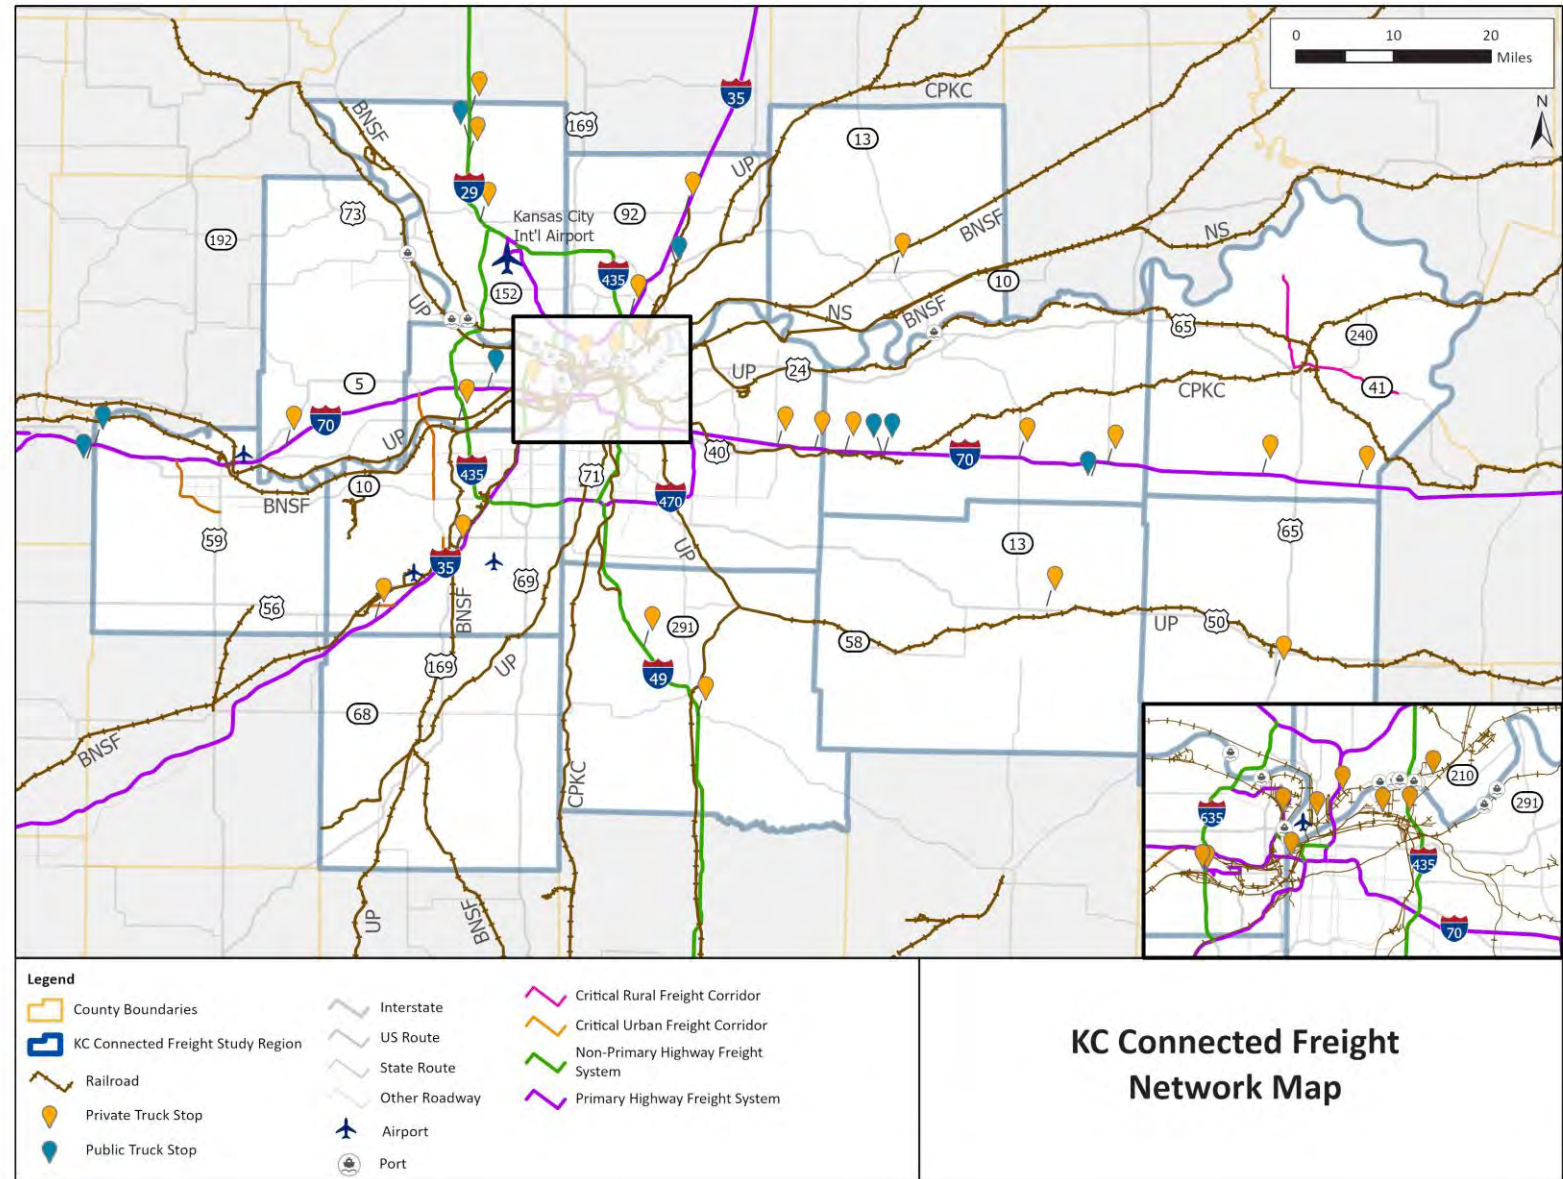 0 10 20
Miles
N
BNSF
169
35
CPKC
13
UP
29
73
192
Kansas City
Int'l Airport
92
BNSF
NS
435
152
10
UP
NS
BNSF
65
240
UP
24
5
CPKC
41
70
UP
40
70
435
71
10
470
BNSF
59
13
65
UP
35
69
56
BNSF
291
58
UP
50
169
UP
49
68
BNSF
CPKC
210
291
635
435
70
UP
BNSF
Legend
County Boundaries
KC Connected Freight Study Region
Railroad
Private Truck Stop
Public Truck Stop
Interstate
US Route
State Route
Other Roadway
Airport
Port
Critical Rural Freight Corridor
Critical Urban Freight Corridor
Non-Primary Highway Freight
System
Primary Highway Freight System
KC Connected Freight
Network Map